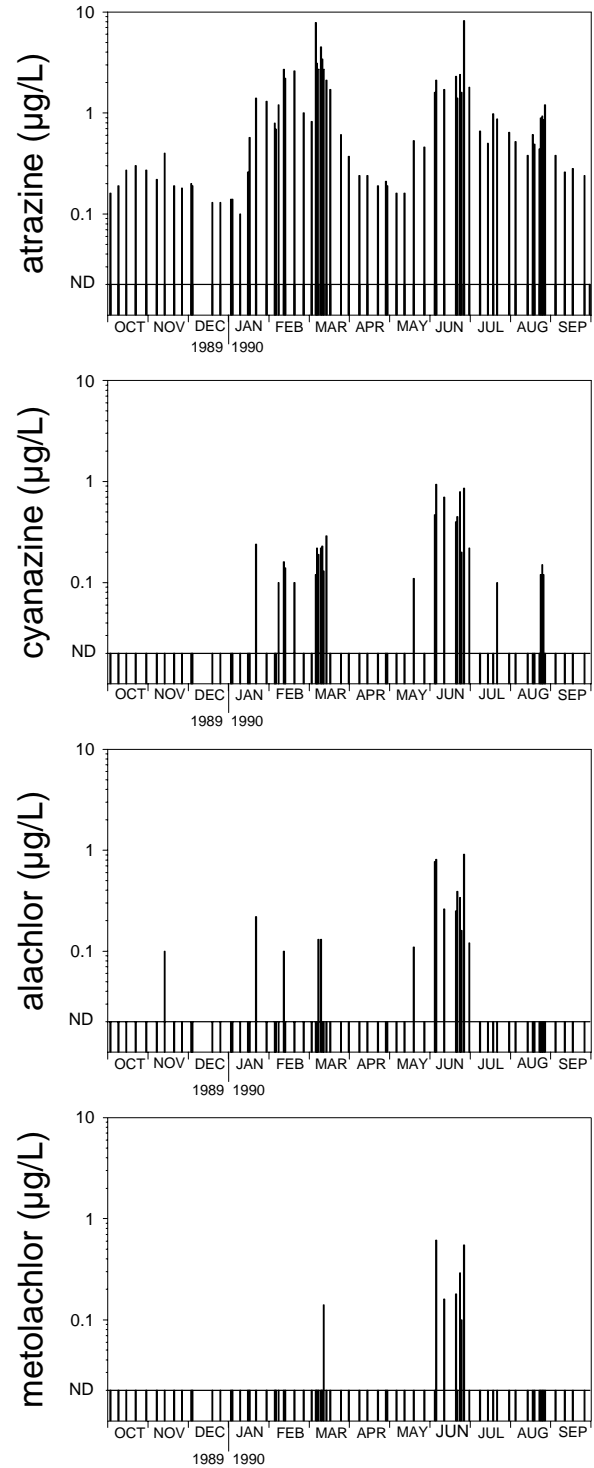 atrazine (µg/L)
10
1
0.1
ND
OCT NOV DEC JAN FEB MAR APR MAY JUN JUL AUG SEP
1989 1990
cyanazine (µg/L)
10
1
0.1
ND
OCT NOV DEC JAN FEB MAR APR MAY JUN JUL AUG SEP
1989 1990
alachlor (µg/L)
10
1
0.1
ND
OCT NOV DEC JAN FEB MAR APR MAY JUN JUL AUG SEP
1989 1990
metolachlor (µg/L)
10
1
0.1
ND
OCT NOV DEC JAN FEB MAR APR MAY JUN JUL AUG SEP
1989 1990